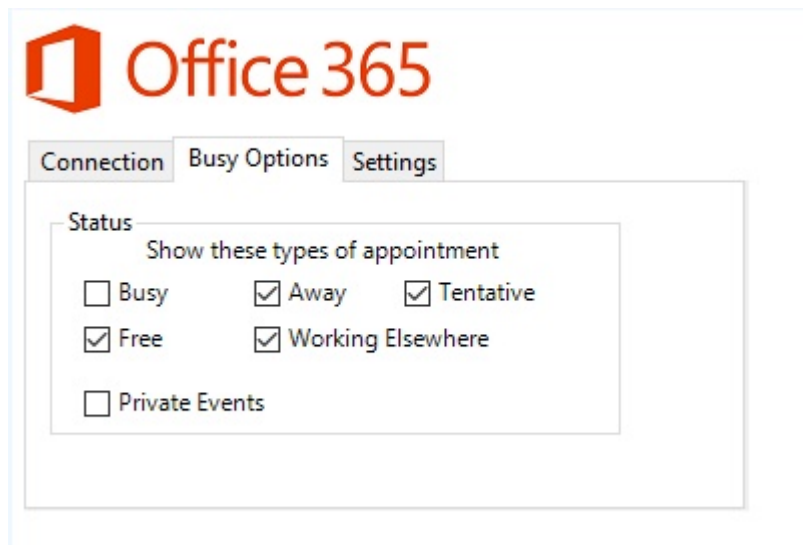 Office 365
Connection Busy Options Settings
Status
Show these types of appointment
Busy Away Tentative
Free Working Elsewhere
Private Events